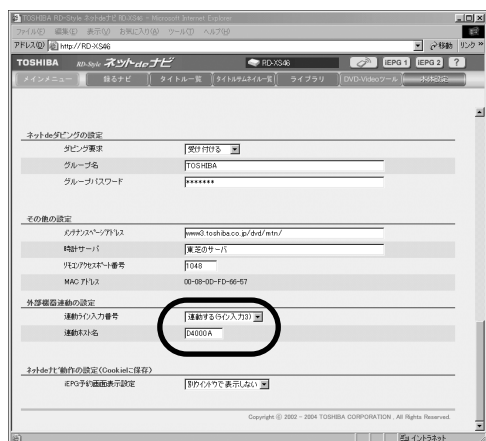 TOSHIBA RD-Style ネットdeナビ RD-XS46 - Microsoft Internet Explorer
ファイル(F) 編集(E) 表示(V) お気に入り(A) ツール(T) ヘルプ(H)
アドレス(D) http://RD-XS46 移動 リンク »
TOSHIBA RD-Style ネットdeナビ RD-XS46 iEPG 1 iEPG 2 ?
メインメニュー 録るナビ タイトル一覧 タイトルサムネイル一覧 ライブラリ DVD-Videoツール 本体設定
ネットdeダビングの設定
ダビング要求 受け付ける
グループ名 TOSHIBA
グループパスワード *******
その他の設定
メンテナンスページアドレス www3.toshiba.co.jp/dvd/mtn/
時計サーバ 東芝のサーバ
リモコンアクセスポート番号 1048
MAC アドレス 00-08-0D-FD-66-57
外部機器連動の設定
連動ライン入力番号 連動する(ライン入力3)
連動ホスト名 D4000A
ネットdeナビ動作の設定(Cookieに保存)
iEPG予約画面表示設定 別ウィンドウで表示しない
Copyright © 2002 - 2004 TOSHIBA CORPORATION , All Rights Reserved.
イントラネット